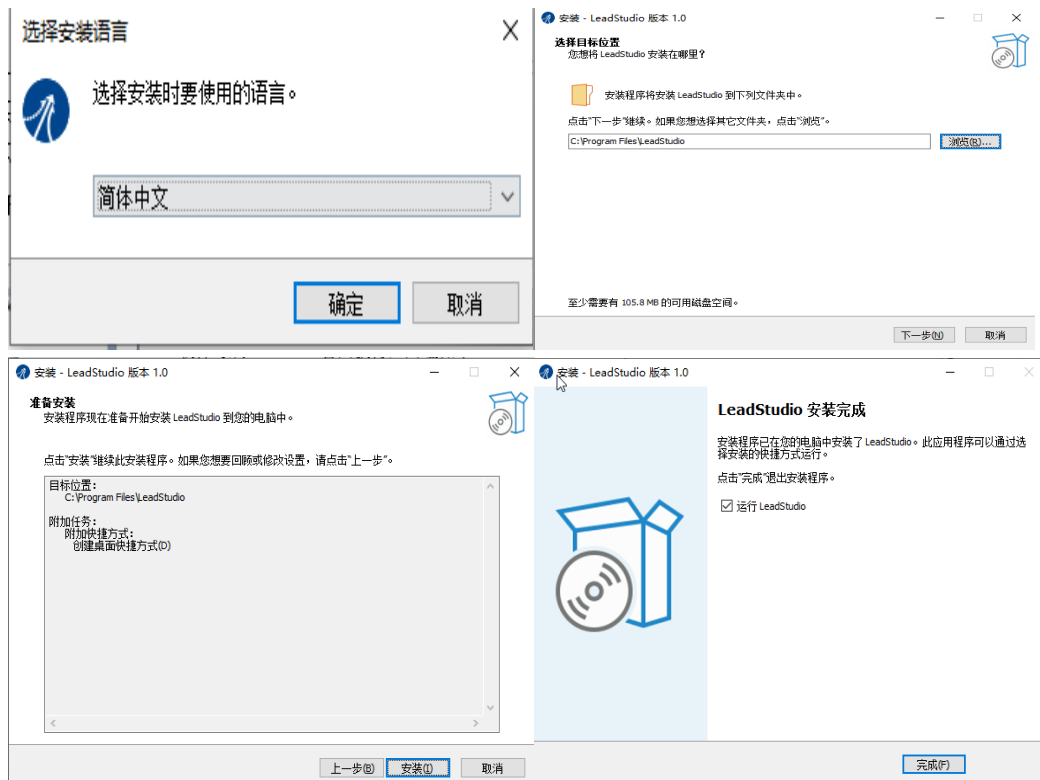 选择安装语言
选择安装时要使用的语言。
简体中文
确定
取消
安装 - LeadStudio 版本 1.0
选择目标位置
您想将 LeadStudio 安装在哪里？
安装程序将安装 LeadStudio 到下列文件夹中。
点击"下一步"继续。如果您想选择其它文件夹，点击"浏览"。
C:\Program Files\LeadStudio
浏览(R)...
至少需要有 105.8 MB 的可用磁盘空间。
下一步(N)
取消
安装 - LeadStudio 版本 1.0
准备安装
安装程序现在准备开始安装 LeadStudio 到您的电脑中。
点击"安装"继续此安装程序。如果您想要回顾或修改设置，请点击"上一步"。
目标位置：
C:\Program Files\LeadStudio
附加任务：
附加快捷方式：
创建桌面快捷方式(D)
上一步(B)
安装(I)
取消
安装 - LeadStudio 版本 1.0
LeadStudio 安装完成
安装程序已在您的电脑中安装了 LeadStudio。此应用程序可以通过选
择安装的快捷方式运行。
点击"完成"退出安装程序。
运行 LeadStudio
完成(F)